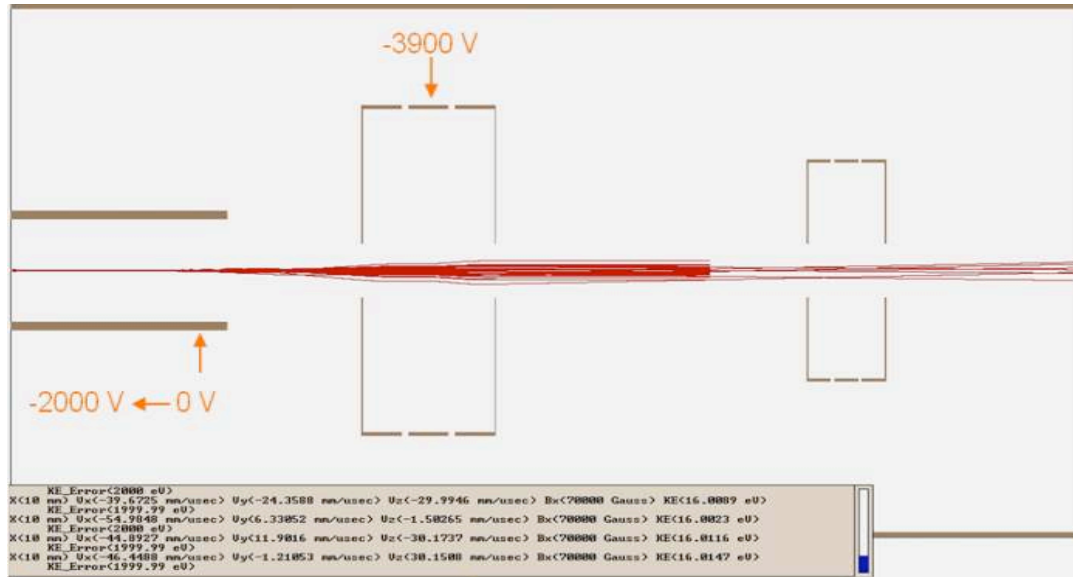 -3900 V
-2000 V ← 0 V
KE_Error(2000 eV)
X(10 mm) Vx(-39.6725 mm/usec) Vy(-24.3588 mm/usec) Vz(-29.9946 mm/usec) Bx(70000 Gauss) KE(16.0089 eV)
KE_Error(1999.99 eV)
X(10 mm) Vx(-54.9848 mm/usec) Vy(6.33052 mm/usec) Vz(-1.50265 mm/usec) Bx(70000 Gauss) KE(16.0023 eV)
KE_Error(2000 eV)
X(10 mm) Vx(-44.8927 mm/usec) Vy(11.9016 mm/usec) Vz(-30.1737 mm/usec) Bx(70000 Gauss) KE(16.0116 eV)
KE_Error(1999.99 eV)
X(10 mm) Vx(-46.4488 mm/usec) Vy(-1.21053 mm/usec) Vz(30.1508 mm/usec) Bx(70000 Gauss) KE(16.0147 eV)
KE_Error(1999.99 eV)